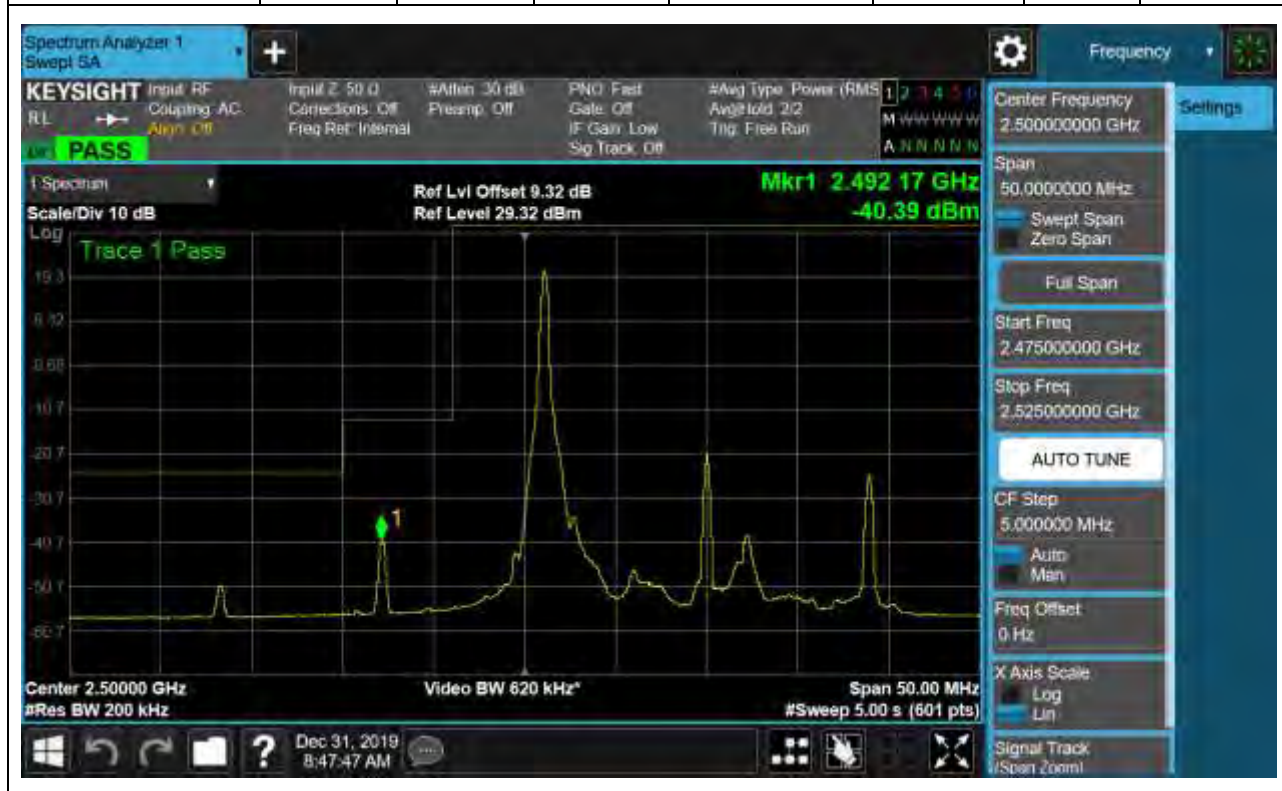 Spectrum Analyzer 1
Swept SA
Frequency
KEYSIGHT Input: RF
Coupling: AC
Align: Off
RL
Input Z: 50 Ω
Corrections: Off
Freq Ref: Internal
#Atten: 30 dB
Preamp: Off
PNO: Fast
Gate: Off
IF Gain: Low
Sig Track: Off
#Avg Type: Power (RMS
Avg|Hold: 2/2
Trig: Free Run
1 2 3 4 5 6
M W W W W W
A N N N N N
PASS
1 Spectrum
Scale/Div 10 dB
Ref Lvl Offset 9.32 dB
Ref Level 29.32 dBm
Mkr1 2.492 17 GHz
-40.39 dBm
Log
Trace 1 Pass
19.3
9.32
-0.68
-10.7
-20.7
-30.7
-40.7
-50.7
-60.7
1
Center 2.50000 GHz
#Res BW 200 kHz
Video BW 620 kHz*
Span 50.00 MHz
#Sweep 5.00 s (601 pts)
Dec 31, 2019
8:47:47 AM
Center Frequency
2.500000000 GHz
Settings
Span
50.0000000 MHz
Swept Span
Zero Span
Full Span
Start Freq
2.475000000 GHz
Stop Freq
2.525000000 GHz
AUTO TUNE
CF Step
5.000000 MHz
Auto
Man
Freq Offset
0 Hz
X Axis Scale
Log
Lin
Signal Track
(Span Zoom)